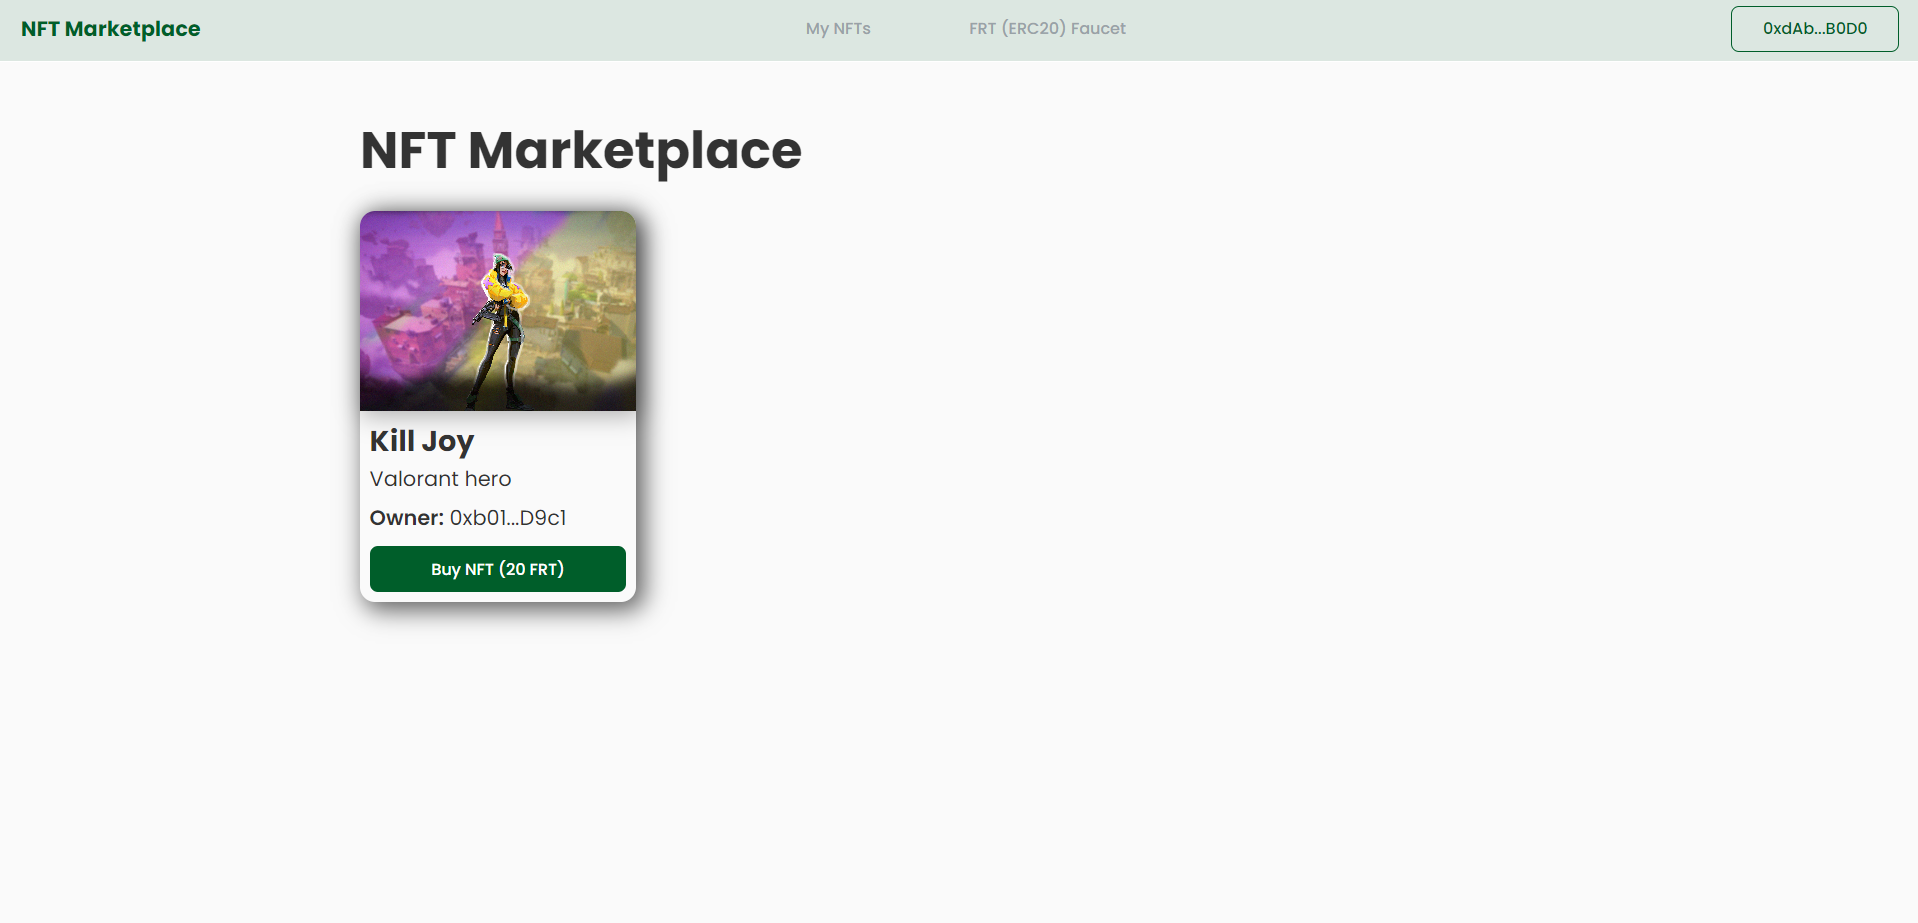 NFT Marketplace
My NFTs
FRT (ERC20) Faucet
0xdAb...B0D0
NFT Marketplace
Kill Joy
Valorant hero
Owner: 0xb01...D9c1
Buy NFT (20 FRT)